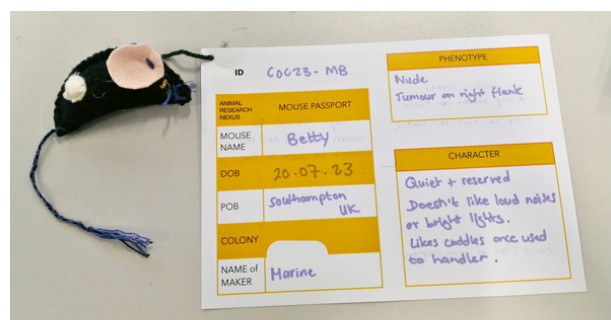 ID COC23-MB
ANIMAL
RESEARCH
NEXUS
MOUSE PASSPORT
MOUSE
NAME
Betty
DOB
20.07.23
POB
Southampton
UK
COLONY
NAME of
MAKER
Marine
PHENOTYPE
Nude
Tumour on right flank
CHARACTER
Quiet + reserved
Doesn't like loud noises
or bright lights.
Likes cuddles once used
to handler.